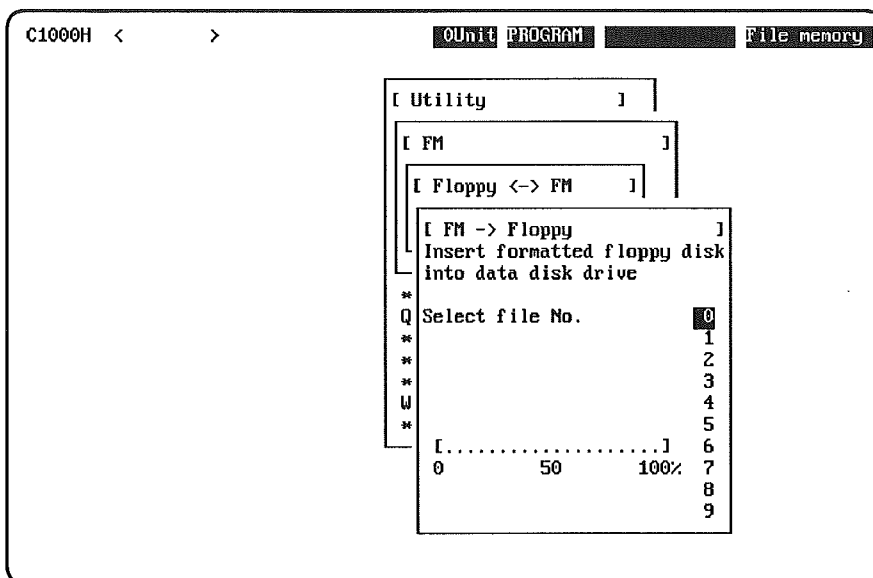 C1000H < > 0Unit PROGRAM File memory
[ Utility ]
[ FM ]
[ Floppy <-> FM ]
[ FM -> Floppy ]
Insert formatted floppy disk
into data disk drive
*
Q Select file No. 0
* 1
* 2
* 3
W 4
* 5
[....................] 6
0 50 100% 7
8
9